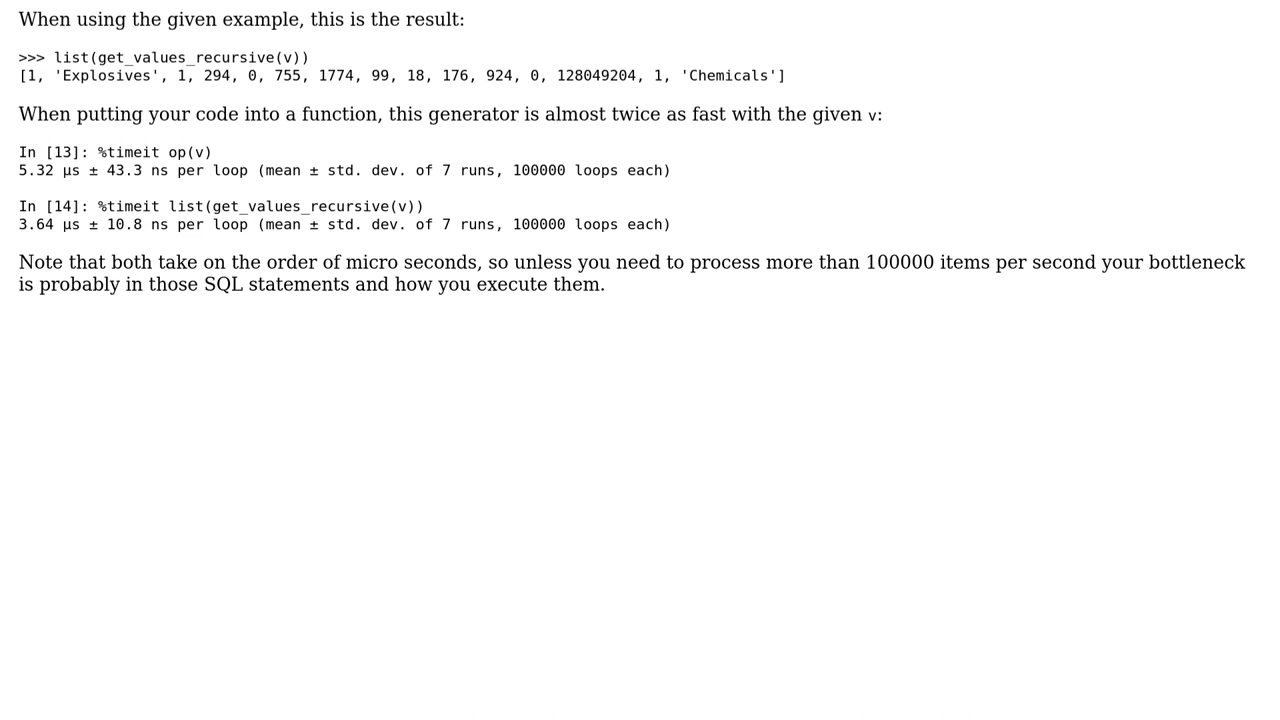 When using the given example, this is the result:
>>> list(get_values_recursive(v))
[1, 'Explosives', 1, 294, 0, 755, 1774, 99, 18, 176, 924, 0, 128049204, 1, 'Chemicals']
When putting your code into a function, this generator is almost twice as fast with the given v:
In [13]: %timeit op(v)
5.32 µs ± 43.3 ns per loop (mean ± std. dev. of 7 runs, 100000 loops each)
In [14]: %timeit list(get_values_recursive(v))
3.64 µs ± 10.8 ns per loop (mean ± std. dev. of 7 runs, 100000 loops each)
Note that both take on the order of micro seconds, so unless you need to process more than 100000 items per second your bottleneck
is probably in those SQL statements and how you execute them.